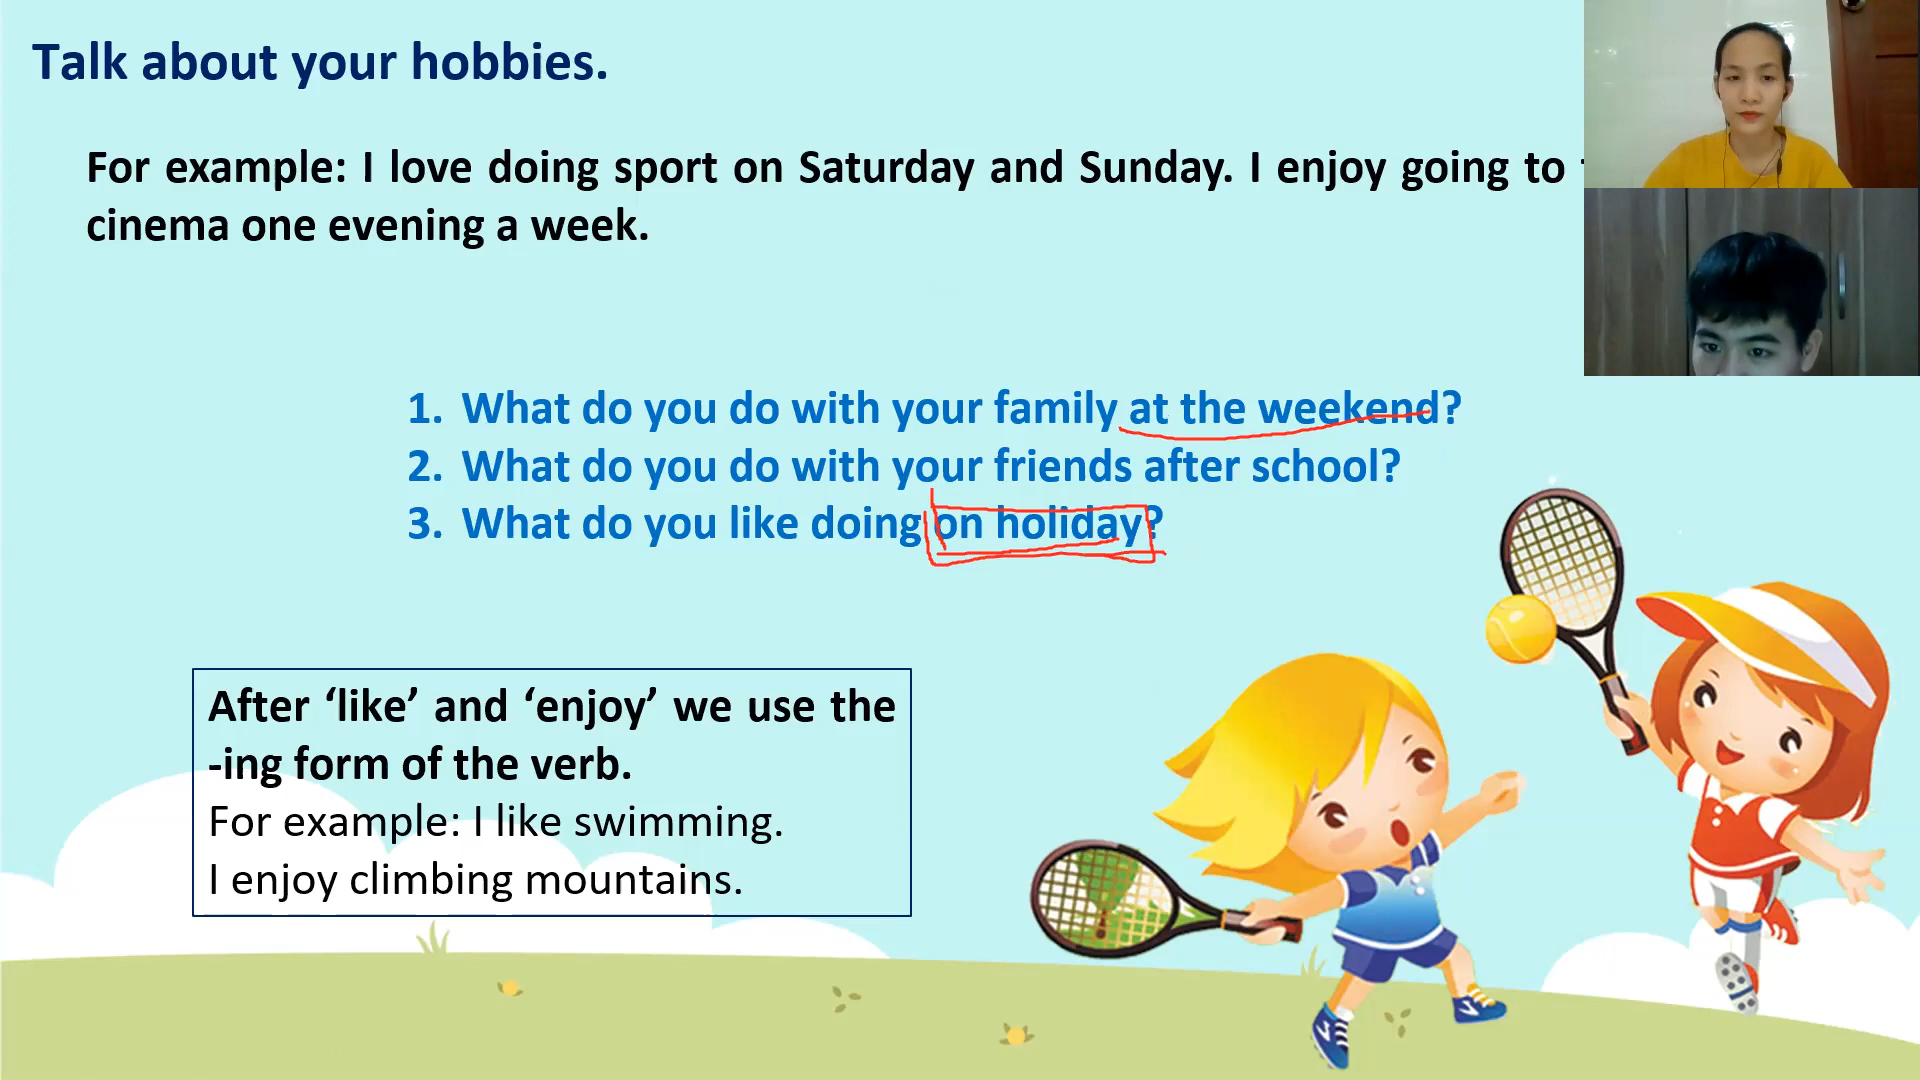 Talk about your hobbies.
For example: I love doing sport on Saturday and Sunday. I enjoy going to
cinema one evening a week.
1. What do you do with your family at the weekend?
2. What do you do with your friends after school?
3. What do you like doing on holiday?
After ‘like’ and ‘enjoy’ we use the
-ing form of the verb.
For example: I like swimming.
I enjoy climbing mountains.